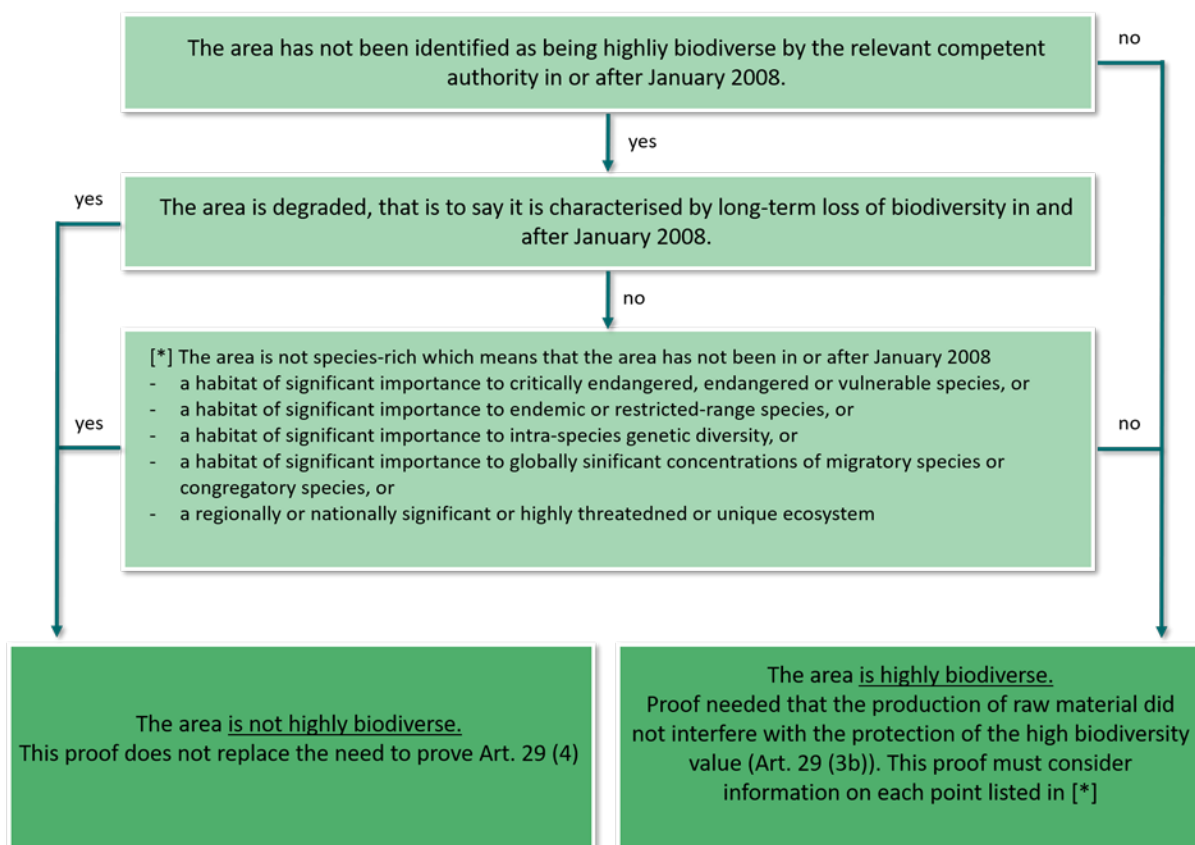 The area has not been identified as being highliy biodiverse by the relevant competent
authority in or after January 2008.
no
yes
yes
The area is degraded, that is to say it is characterised by long-term loss of biodiversity in and
after January 2008.
no
[*] The area is not species-rich which means that the area has not been in or after January 2008
- a habitat of significant importance to critically endangered, endangered or vulnerable species, or
- a habitat of significant importance to endemic or restricted-range species, or
- a habitat of significant importance to intra-species genetic diversity, or
- a habitat of significant importance to globally sinificant concentrations of migratory species or
congregatory species, or
- a regionally or nationally significant or highly threatedned or unique ecosystem
yes
no
The area is not highly biodiverse.
This proof does not replace the need to prove Art. 29 (4)
The area is highly biodiverse.
Proof needed that the production of raw material did
not interfere with the protection of the high biodiversity
value (Art. 29 (3b)). This proof must consider
information on each point listed in [*]